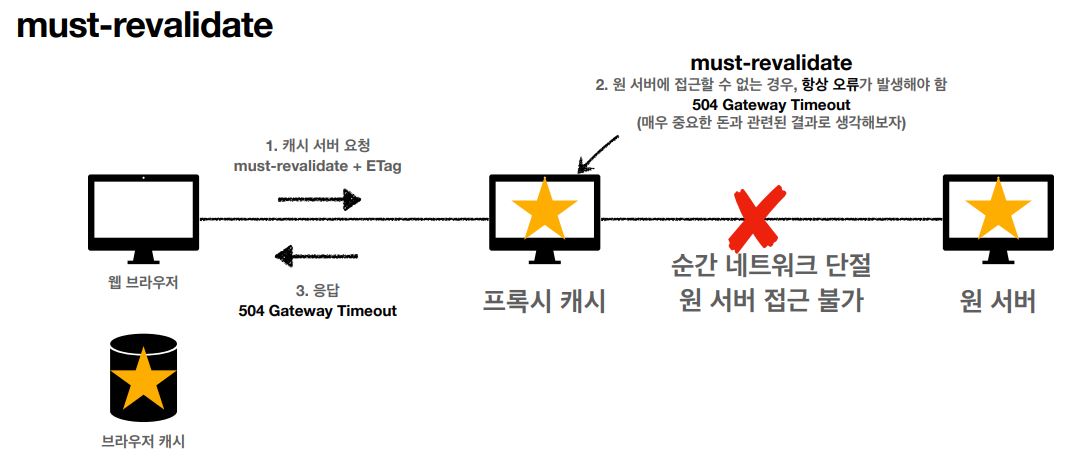 must-revalidate
must-revalidate
2. 원 서버에 접근할 수 없는 경우, 항상 오류가 발생해야 함
504 Gateway Timeout
(매우 중요한 돈과 관련된 결과로 생각해보자)
1. 캐시 서버 요청
must-revalidate + ETag
웹 브라우저
3. 응답
504 Gateway Timeout
프록시 캐시
순간 네트워크 단절
원 서버 접근 불가
원 서버
브라우저 캐시